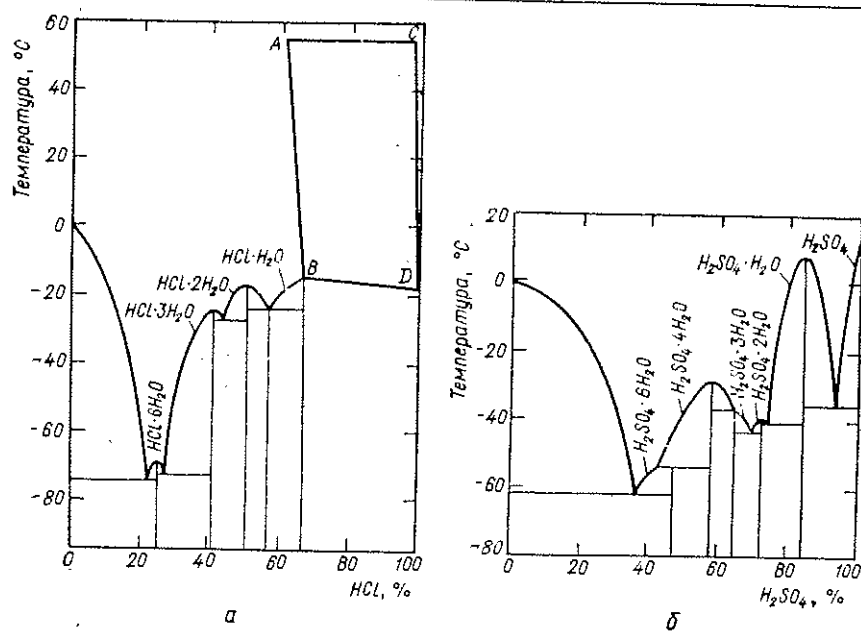 Температура, °C
60
40
20
0
−20
−40
−60
−80
A
C
B
D
HCl·H₂O
HCl·2H₂O
HCl·3H₂O
HCl·6H₂O
0
20
40
60
80
100
HCl, %
а
Температура, °C
20
0
−20
−40
−60
−80
H₂SO₄
H₂SO₄·H₂O
H₂SO₄·6H₂O
H₂SO₄·4H₂O
H₂SO₄·3H₂O
H₂SO₄·2H₂O
0
20
40
60
80
100
H₂SO₄, %
б